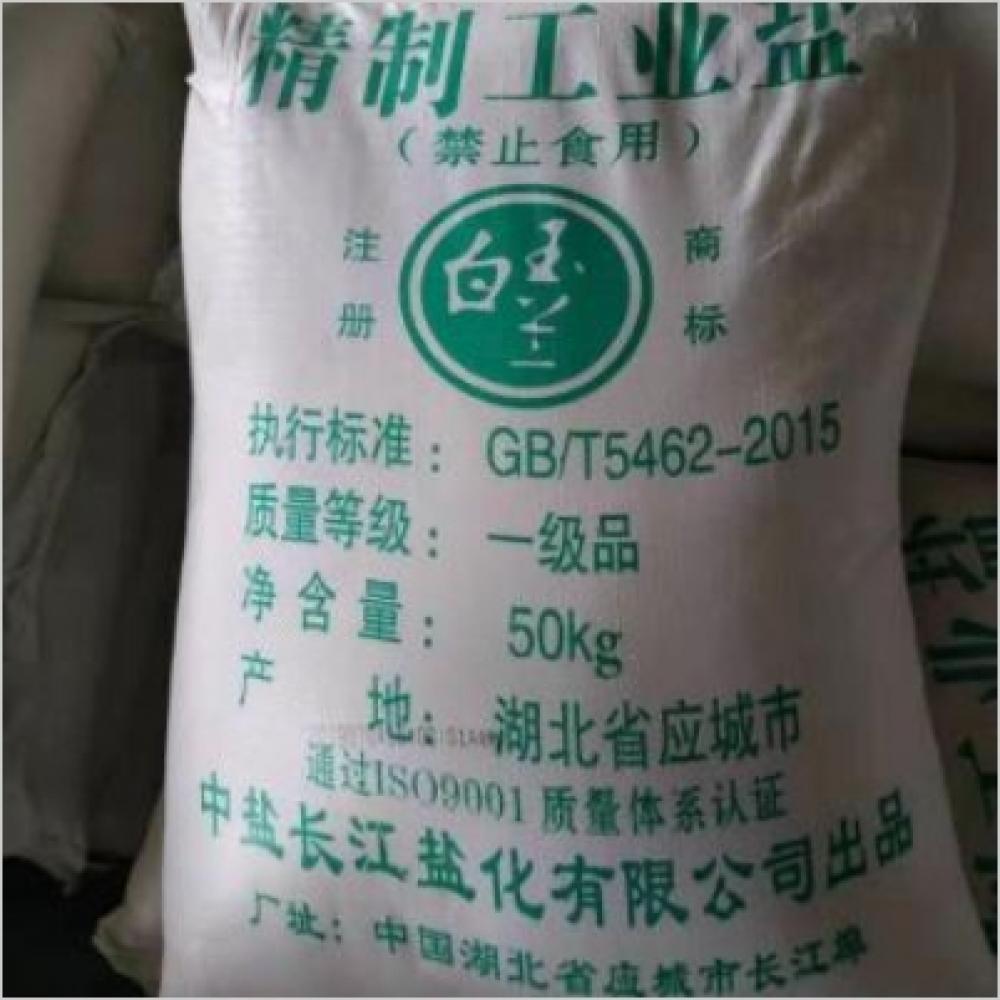 精制工业盐
（禁止食用）
注册 白玉兰 商标
执行标准：GB/T5462-2015
质量等级：一级品
净含量：50kg
产地：湖北省应城市
通过ISO9001质量体系认证
中盐长江盐化有限公司出品
厂址：中国湖北省应城市长江埠